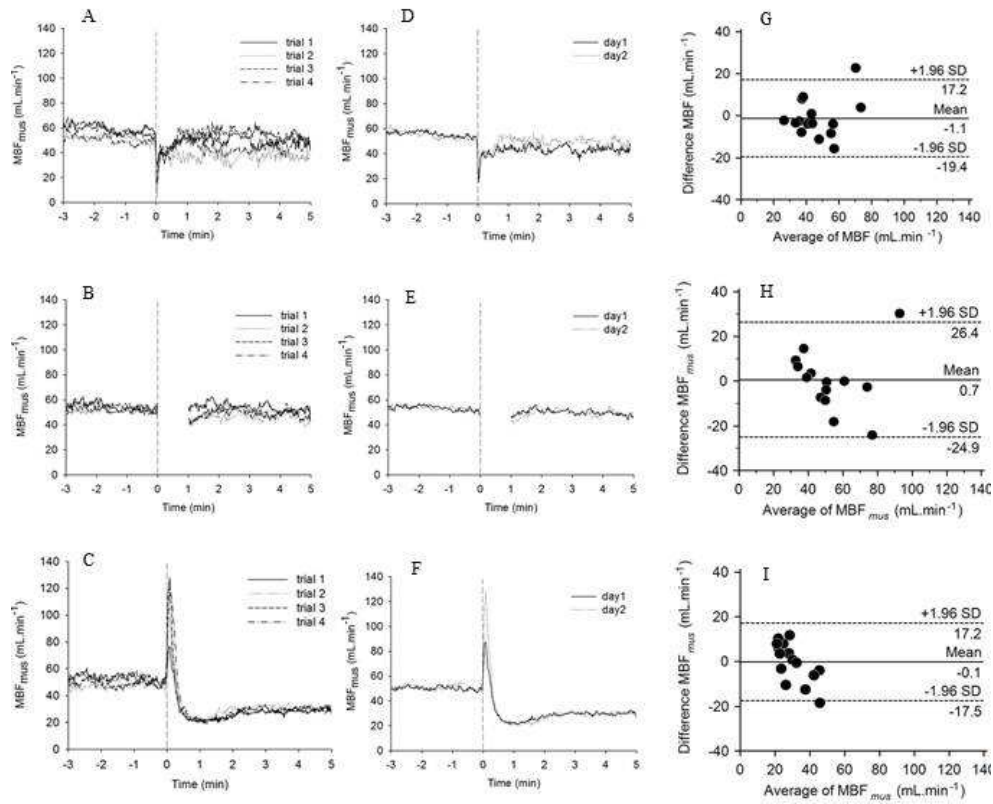 A
140
120
100
80
60
40
20
0
MBFmus (mL.min⁻¹)
trial 1
trial 2
trial 3
trial 4
-3 -2 -1 0 1 2 3 4 5
Time (min)
D
140
120
100
80
60
40
20
0
MBFmus (mL.min⁻¹)
day1
day2
-3 -2 -1 0 1 2 3 4 5
Time (min)
G
40
20
0
-20
-40
Difference MBF (mL.min⁻¹)
+1.96 SD
17.2
Mean
-1.1
-1.96 SD
-19.4
0 20 40 60 80 100 120 140
Average of MBF (mL.min ⁻¹)
B
140
120
100
80
60
40
20
0
MBFmus (mL.min⁻¹)
trial 1
trial 2
trial 3
trial 4
-3 -2 -1 0 1 2 3 4 5
Time (min)
E
140
120
100
80
60
40
20
0
MBFmus (mL.min⁻¹)
day1
day2
-3 -2 -1 0 1 2 3 4 5
Time (min)
H
40
20
0
-20
-40
Difference MBFmus (mL.min⁻¹)
+1.96 SD
26.4
Mean
0.7
-1.96 SD
-24.9
0 20 40 60 80 100 120 140
Average of MBF mus (mL.min⁻¹)
C
140
120
100
80
60
40
20
0
MBFmus (mL.min⁻¹)
trial 1
trial 2
trial 3
trial 4
-3 -2 -1 0 1 2 3 4 5
Time (min)
F
140
120
100
80
60
40
20
0
MBFmus (mL.min⁻¹)
day1
day2
-3 -2 -1 0 1 2 3 4 5
Time (min)
I
40
20
0
-20
-40
Difference MBFmus (mL.min⁻¹)
+1.96 SD
17.2
Mean
-0.1
-1.96 SD
-17.5
0 20 40 60 80 100 120 140
Average of MBF mus (mL.min⁻¹)